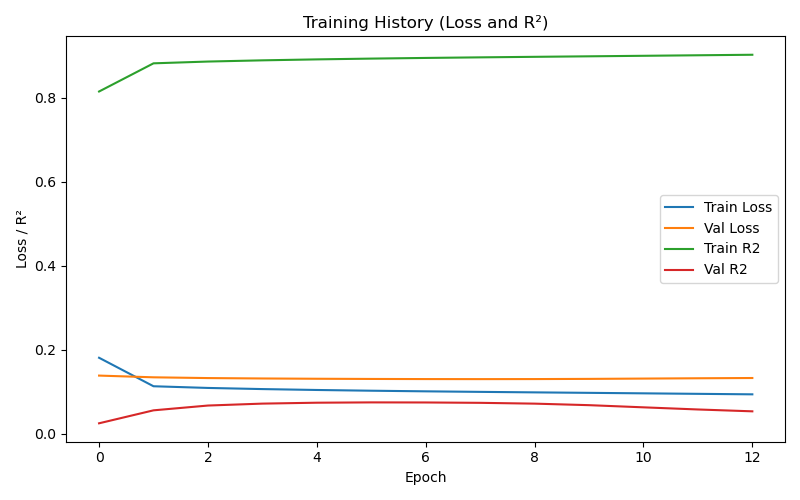 Training History (Loss and R²)
Loss / R²
0.8
0.6
0.4
0.2
0.0
Train Loss
Val Loss
Train R2
Val R2
0 2 4 6 8 10 12
Epoch